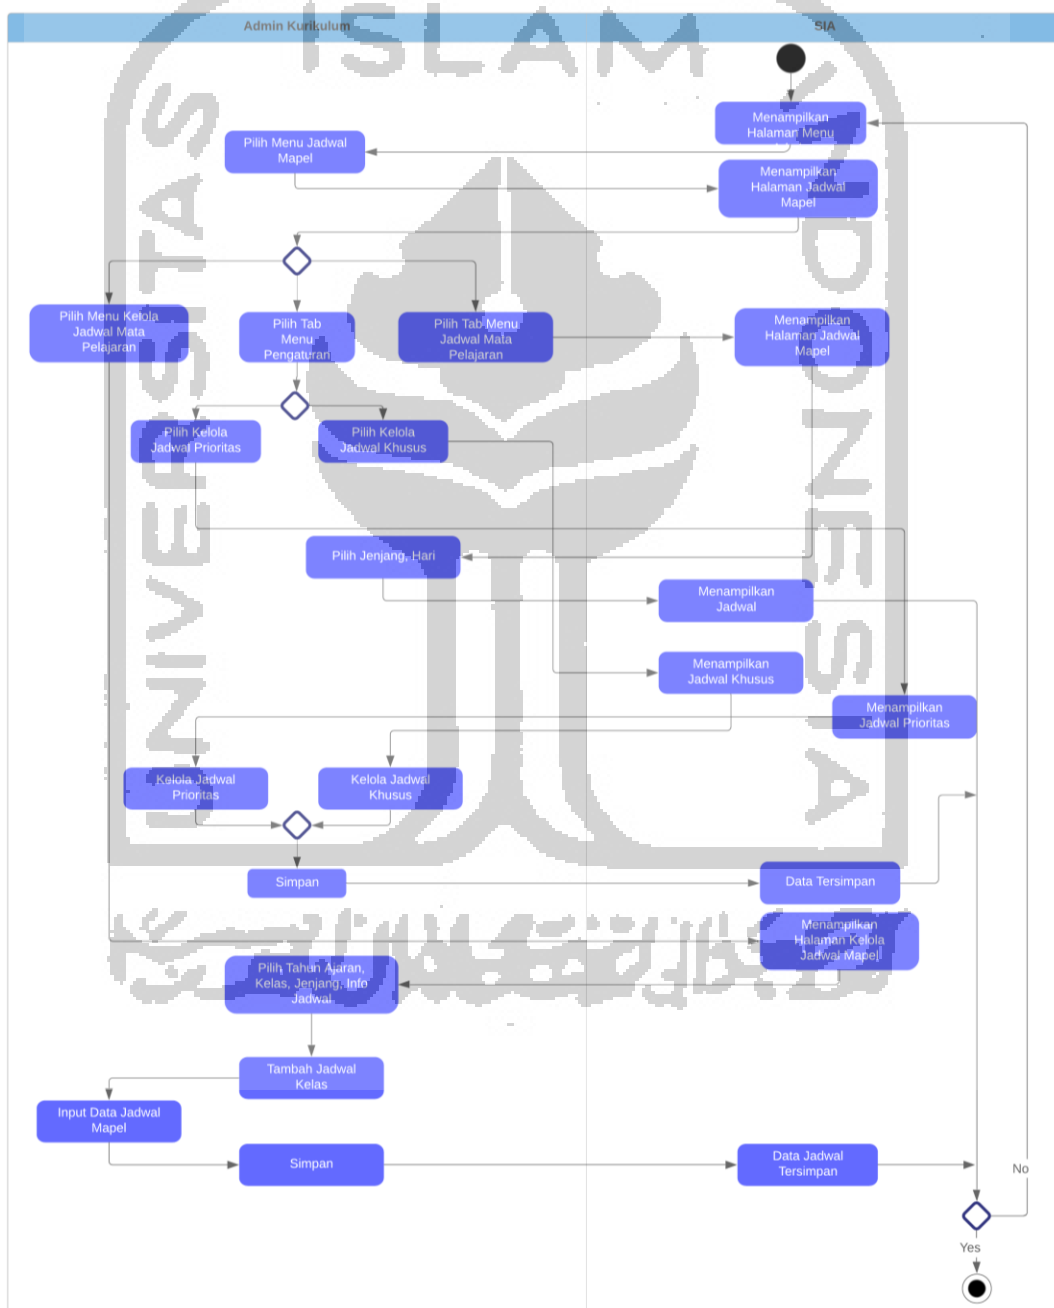 Admin Kurikulum
SIA
ISLAM
UNIVERSITAS
INDONESIA
Menampilkan
Halaman Menu
Pilih Menu Jadwal
Mapel
Menampilkan
Halaman Jadwal
Mapel
Pilih Menu Kelola
Jadwal Mata
Pelajaran
Pilih Tab
Menu
Pengaturan
Pilih Tab Menu
Jadwal Mata
Pelajaran
Menampilkan
Halaman Jadwal
Mapel
Pilih Kelola
Jadwal Prioritas
Pilih Kelola
Jadwal Khusus
Pilih Jenjang, Hari
Menampilkan
Jadwal
Menampilkan
Jadwal Khusus
Menampilkan
Jadwal Prioritas
Kelola Jadwal
Prioritas
Kelola Jadwal
Khusus
Simpan
Data Tersimpan
Menampilkan
Halaman Kelola
Jadwal Mapel
Pilih Tahun Ajaran,
Kelas, Jenjang, Info
Jadwal
Tambah Jadwal
Kelas
Input Data Jadwal
Mapel
Simpan
Data Jadwal
Tersimpan
No
Yes